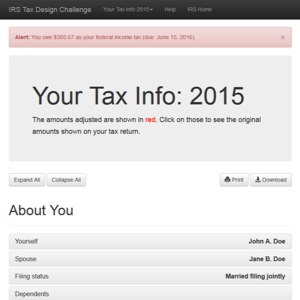 IRS Tax Design Challenge Your Tax Info 2015 Help IRS Home
Alert: You owe $305.67 as your federal income tax (due: June 15, 2016). ×
Your Tax Info: 2015
The amounts adjusted are shown in red. Click on those to see the original
amounts shown on your tax return.
Expand All Collapse All Print Download
About You
Yourself John A. Doe
Spouse Jane B. Doe
Filing status Married filing jointly
Dependents